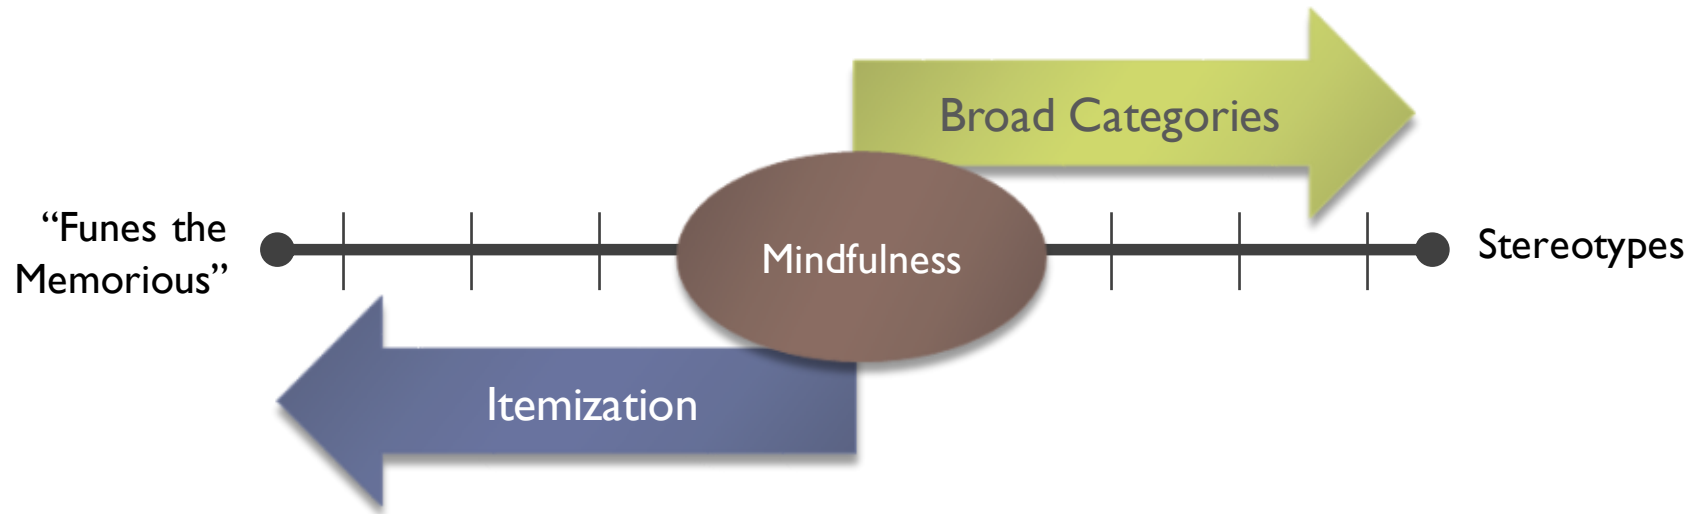 Broad Categories
“Funes the
Memorious”
Mindfulness
Stereotypes
Itemization